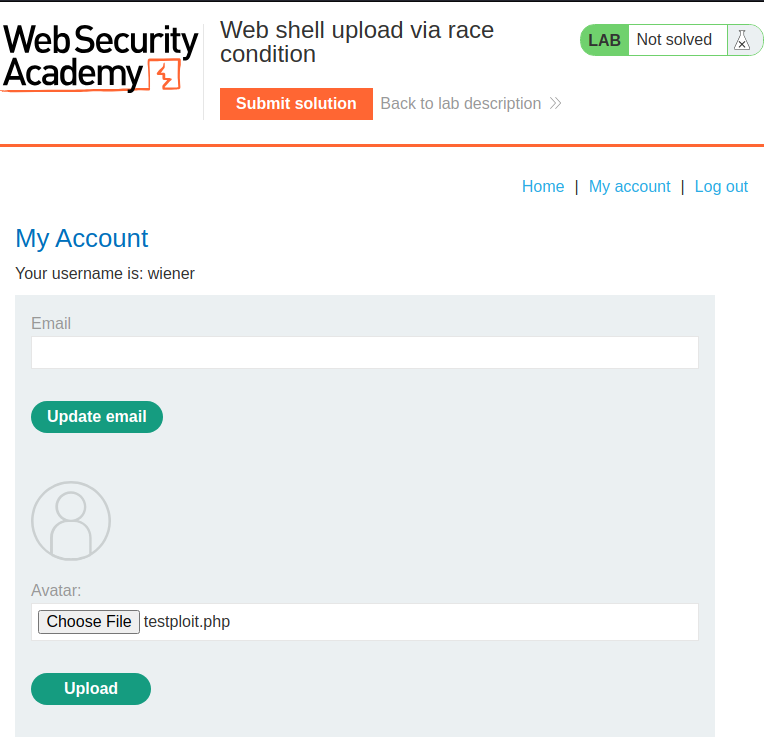 Web Security
Academy
Web shell upload via race
condition
LAB Not solved
Submit solution Back to lab description
Home | My account | Log out
My Account
Your username is: wiener
Email
Update email
Avatar:
Choose File testploit.php
Upload